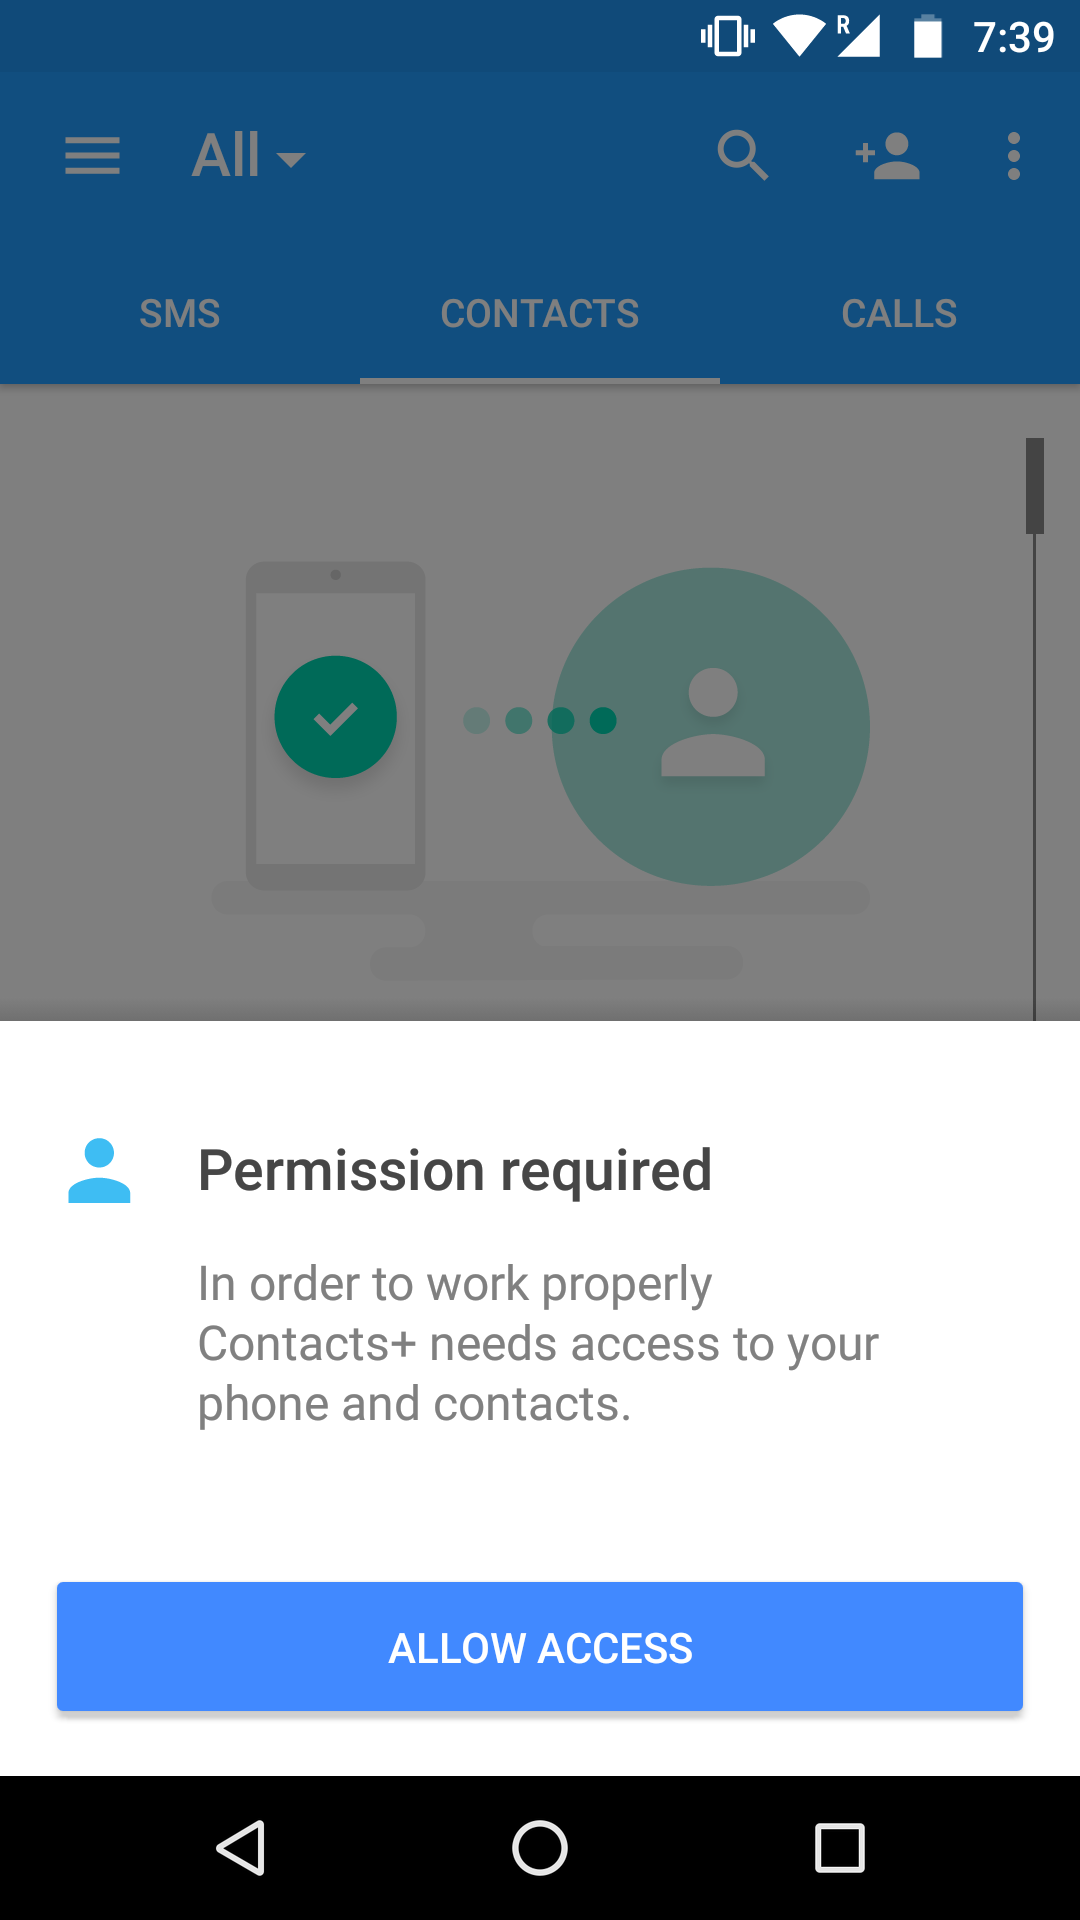 R 7:39
All
SMS CONTACTS CALLS
Permission required
In order to work properly
Contacts+ needs access to your
phone and contacts.
ALLOW ACCESS